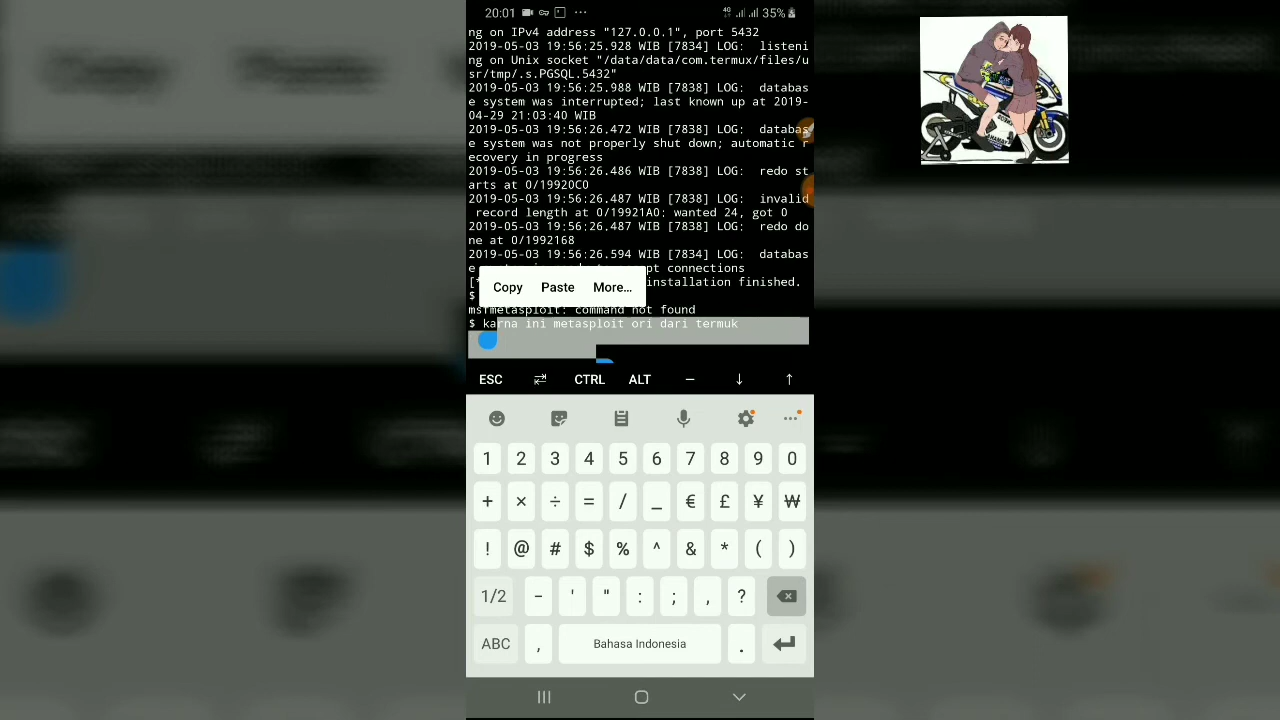 20:01
4G
35%
ng on IPv4 address "127.0.0.1", port 5432
2019-05-03 19:56:25.928 WIB [7834] LOG:  listeni
ng on Unix socket "/data/data/com.termux/files/u
sr/tmp/.s.PGSQL.5432"
2019-05-03 19:56:25.988 WIB [7838] LOG:  databas
e system was interrupted; last known up at 2019-
04-29 21:03:40 WIB
2019-05-03 19:56:26.472 WIB [7838] LOG:  databas
e system was not properly shut down; automatic r
ecovery in progress
2019-05-03 19:56:26.486 WIB [7838] LOG:  redo st
arts at 0/19920C0
2019-05-03 19:56:26.487 WIB [7838] LOG:  invalid
 record length at 0/19921A0: wanted 24, got 0
2019-05-03 19:56:26.487 WIB [7838] LOG:  redo do
ne at 0/1992168
2019-05-03 19:56:26.594 WIB [7834] LOG:  databas
pt connections
installation finished.
Copy Paste More...
$
msfmetasploit: command not found
$ karna ini metasploit ori dari termuk
ESC ⇄ CTRL ALT — ↓ ↑
1 2 3 4 5 6 7 8 9 0
+ × ÷ = / _ € £ ¥ ₩
! @ # $ % ^ & * ( )
1/2 - ' " : ; , ?
ABC , Bahasa Indonesia .